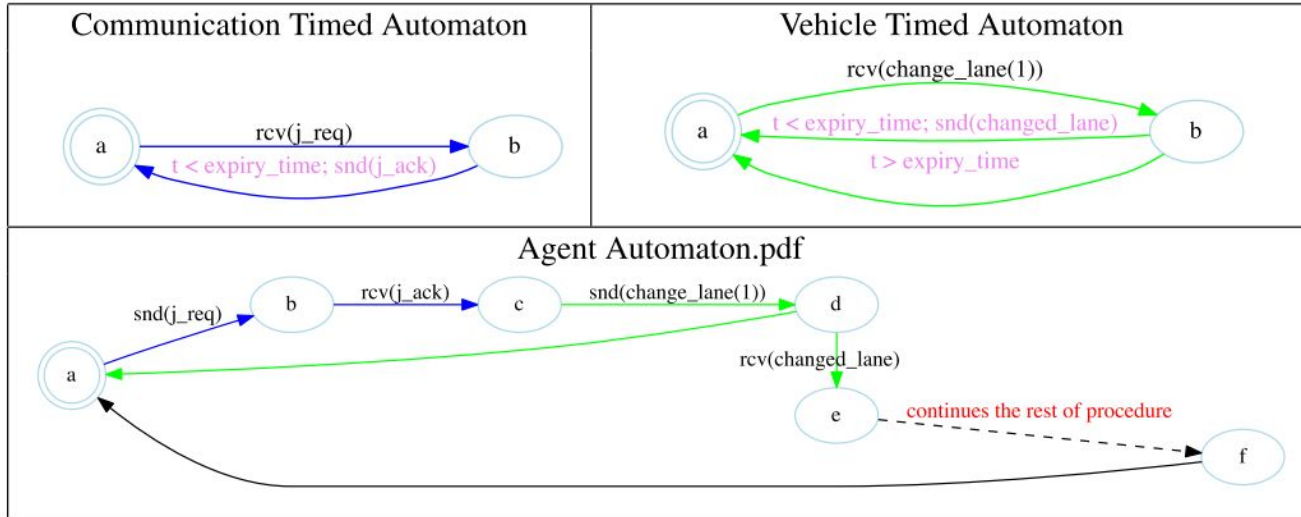 Communication Timed Automaton
a
rcv(j_req)
b
t < expiry_time; snd(j_ack)
Vehicle Timed Automaton
rcv(change_lane(1))
a
t < expiry_time; snd(changed_lane)
b
t > expiry_time
Agent Automaton.pdf
b
rcv(j_ack)
c
snd(change_lane(1))
d
snd(j_req)
a
rcv(changed_lane)
e
continues the rest of procedure
f